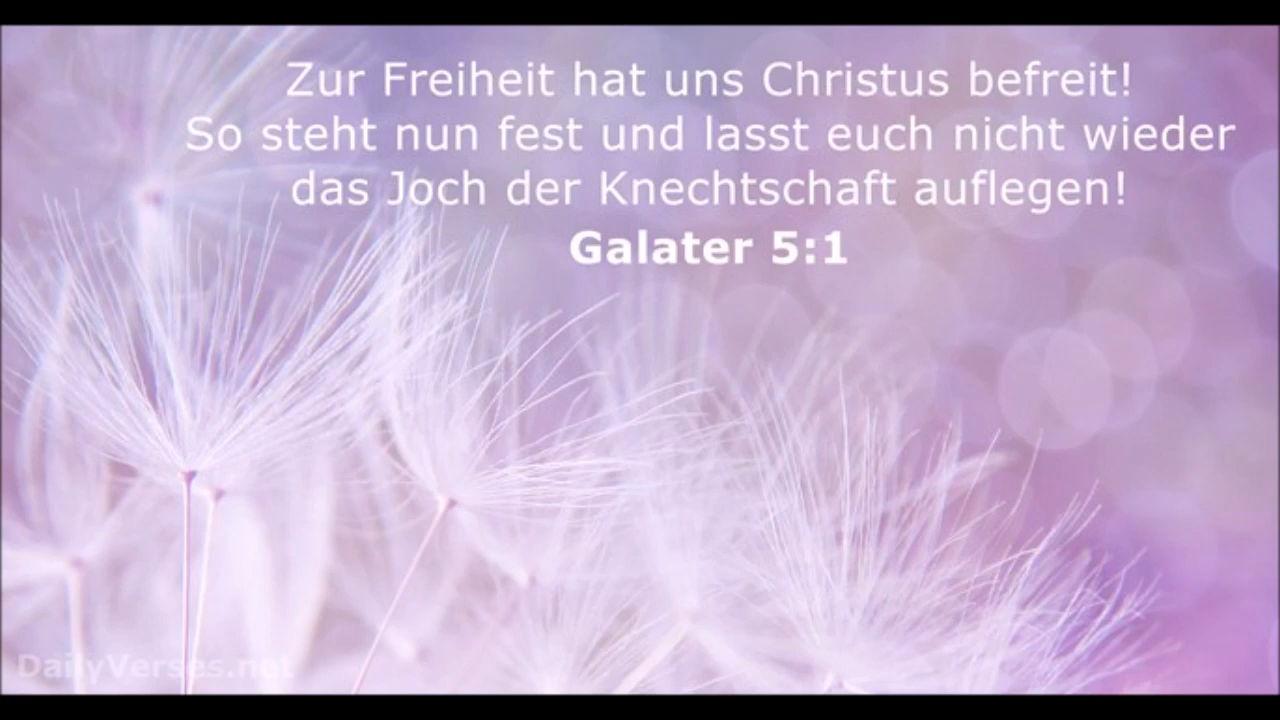 Zur Freiheit hat uns Christus befreit!
So steht nun fest und lasst euch nicht wieder
das Joch der Knechtschaft auflegen!
Galater 5:1
DailyVerses.net